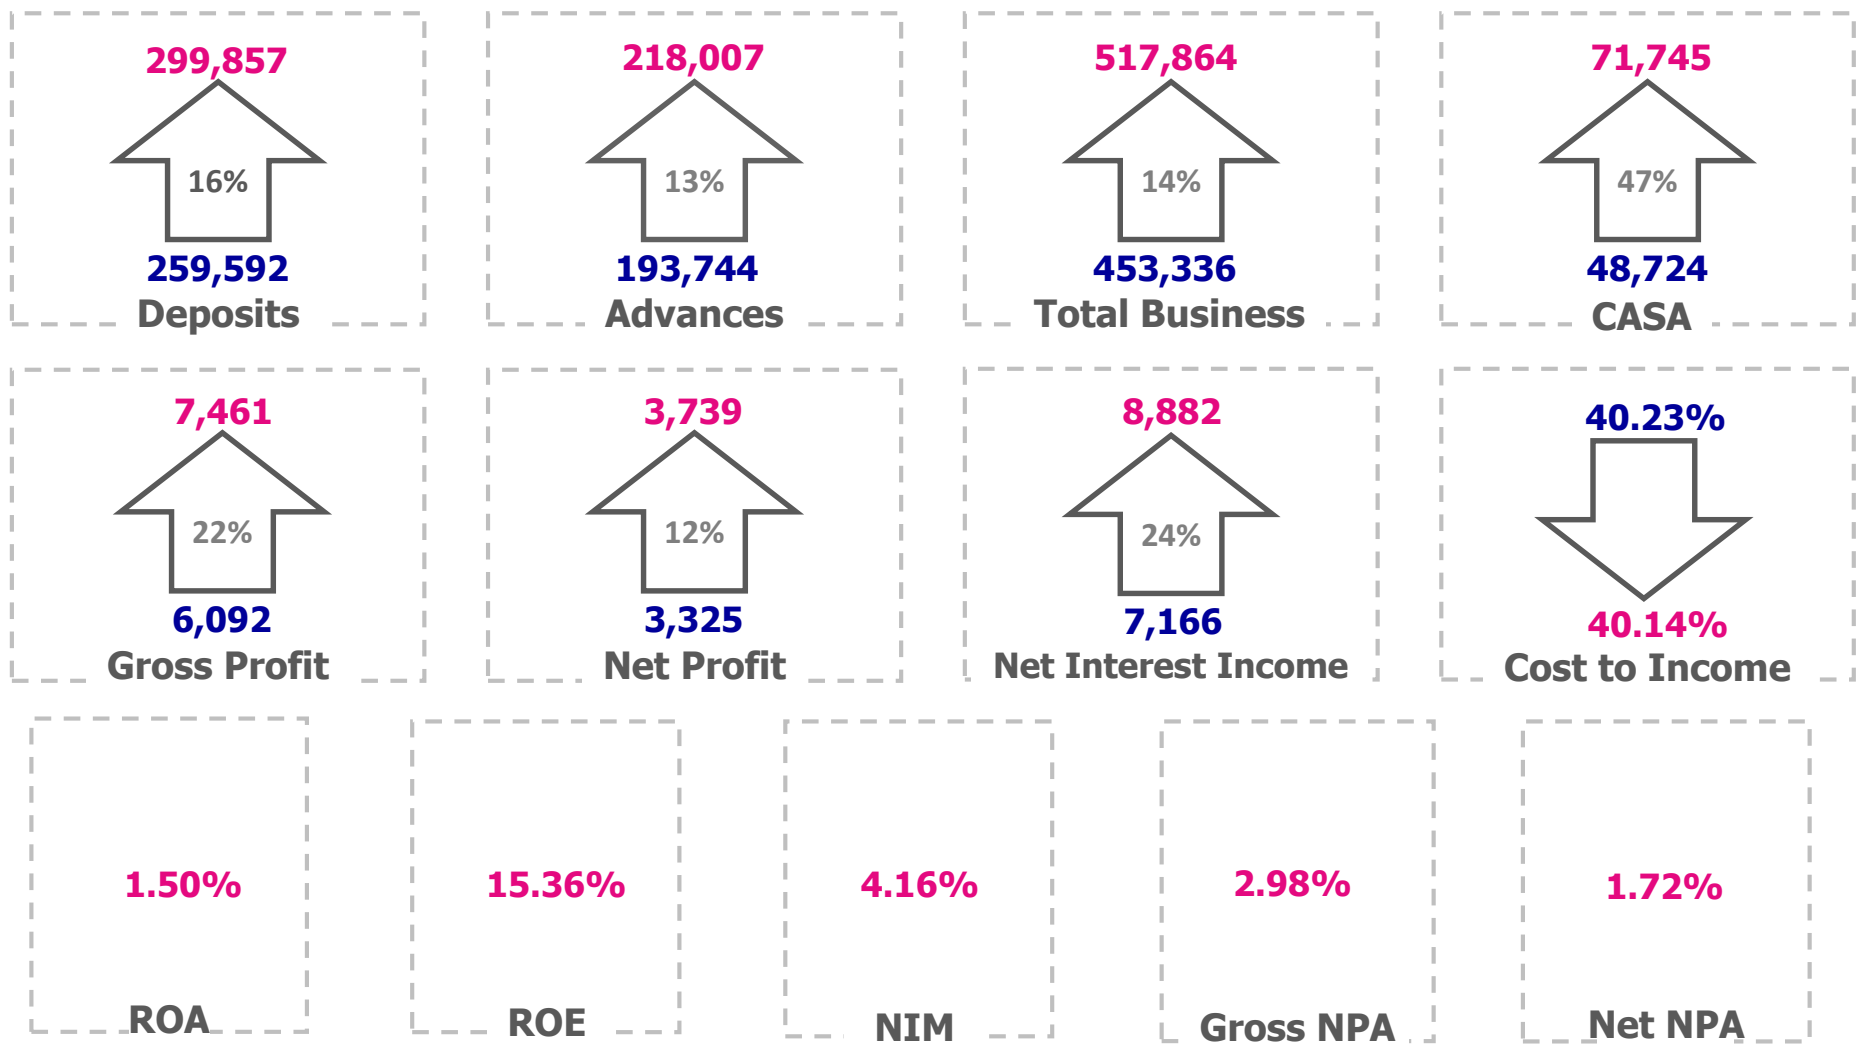 299,857
16%
259,592
Deposits
218,007
13%
193,744
Advances
517,864
14%
453,336
Total Business
71,745
47%
48,724
CASA
7,461
22%
6,092
Gross Profit
3,739
12%
3,325
Net Profit
8,882
24%
7,166
Net Interest Income
40.23%
40.14%
Cost to Income
1.50%
ROA
15.36%
ROE
4.16%
NIM
2.98%
Gross NPA
1.72%
Net NPA